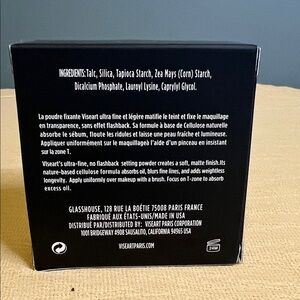 INGREDIENTS: Talc, Silica, Tapioca Starch, Zea Mays (Corn) Starch,
Dicalcium Phosphate, Lauroyl Lysine, Caprylyl Glycol.
La poudre fixante Viseart ultra fine et légère matifie le teint et fixe le maquillage
en transparence, sans effet flashback. Sa formule à base de cellulose naturelle
absorbe le sébum, floute les ridules et laisse une peau fraîche et lumineuse.
Appliquer uniformément sur le maquillage à l'aide d'un pinceau en insistant
sur la zone T.
Viseart's ultra-fine, no flashback setting powder creates a soft, matte finish. Its
nature-based cellulose formula absorbs oil, blurs fine lines, and weightless
longevity. Apply uniformly over makeup with a brush. Focus on T-zone to absorb
excess oil.
GLASSHOUSE, 128 RUE LA BOÉTIE 75008 PARIS FRANCE
FABRIQUÉ AUX ÉTATS-UNIS/MADE IN USA
DISTRIBUÉ PAR/DISTRIBUTED BY: VISEART PARIS CORPORATION
1001 BRIDGEWAY #908 SAUSALITO, CALIFORNIA 94965 USA
VISEARTPARIS.COM